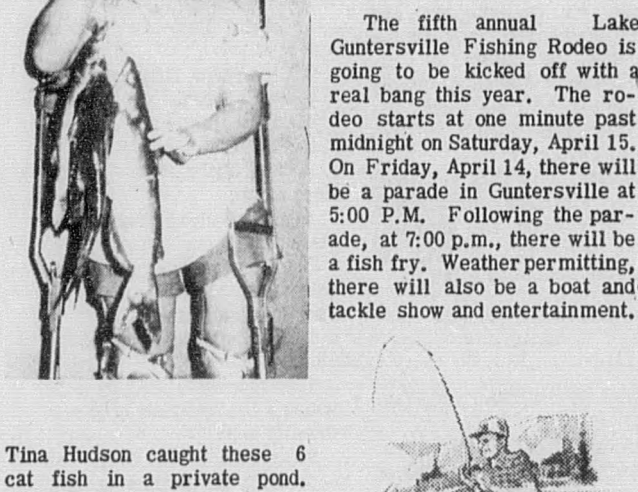 The fifth annual Lake
Guntersville Fishing Rodeo is
going to be kicked off with a
real bang this year. The ro-
deo starts at one minute past
midnight on Saturday, April 15.
On Friday, April 14, there will
be a parade in Guntersville at
5:00 P.M. Following the par-
ade, at 7:00 p.m., there will be
a fish fry. Weather permitting,
there will also be a boat and
tackle show and entertainment.
Tina Hudson caught these 6
cat fish in a private pond.